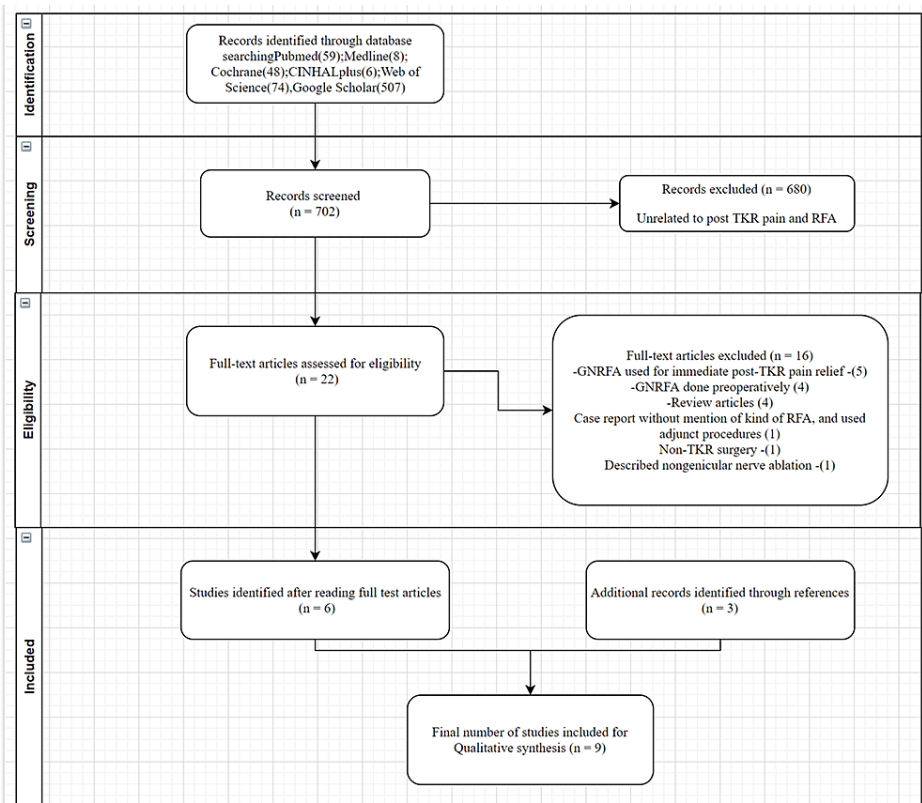 Identification
Records identified through database
searchingPubmed(59);Medline(8);
Cochrane(48);CINHALplus(6);Web of
Science(74),Google Scholar(507)
Screening
Records screened
(n = 702)
Records excluded (n = 680)
Unrelated to post TKR pain and RFA
Eligibility
Full-text articles assessed for eligibility
(n = 22)
Full-text articles excluded (n = 16)
-GNRFA used for immediate post-TKR pain relief -(5)
-GNRFA done preoperatively (4)
-Review articles (4)
Case report without mention of kind of RFA, and used
adjunct procedures (1)
Non-TKR surgery -(1)
Described nongenicular nerve ablation -(1)
Included
Studies identified after reading full test articles
(n = 6)
Additional records identified through references
(n = 3)
Final number of studies included for
Qualitative synthesis (n = 9)